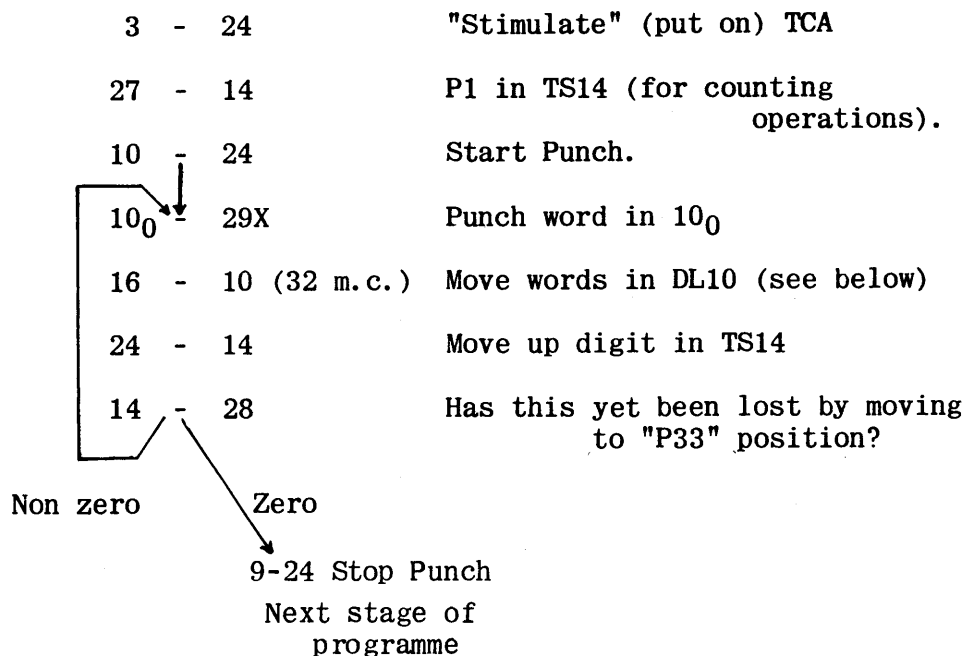 3 - 24 "Stimulate" (put on) TCA
27 - 14 P1 in TS14 (for counting
operations).
10 - 24 Start Punch.
10₀ - 29X Punch word in 10₀
16 - 10 (32 m.c.) Move words in DL10 (see below)
24 - 14 Move up digit in TS14
14 - 28 Has this yet been lost by moving
to "P33" position?
Non zero Zero
9-24 Stop Punch
Next stage of
programme